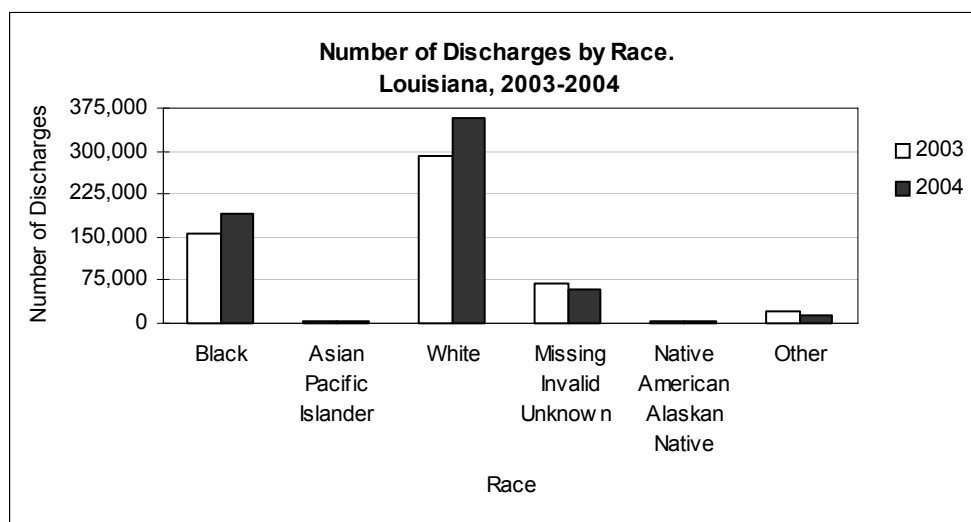 Number of Discharges by Race.
Louisiana, 2003-2004
Number of Discharges
375,000
300,000
225,000
150,000
75,000
0
2003
2004
Black
Asian
Pacific
Islander
White
Missing
Invalid
Unknown
Native
American
Alaskan
Native
Other
Race